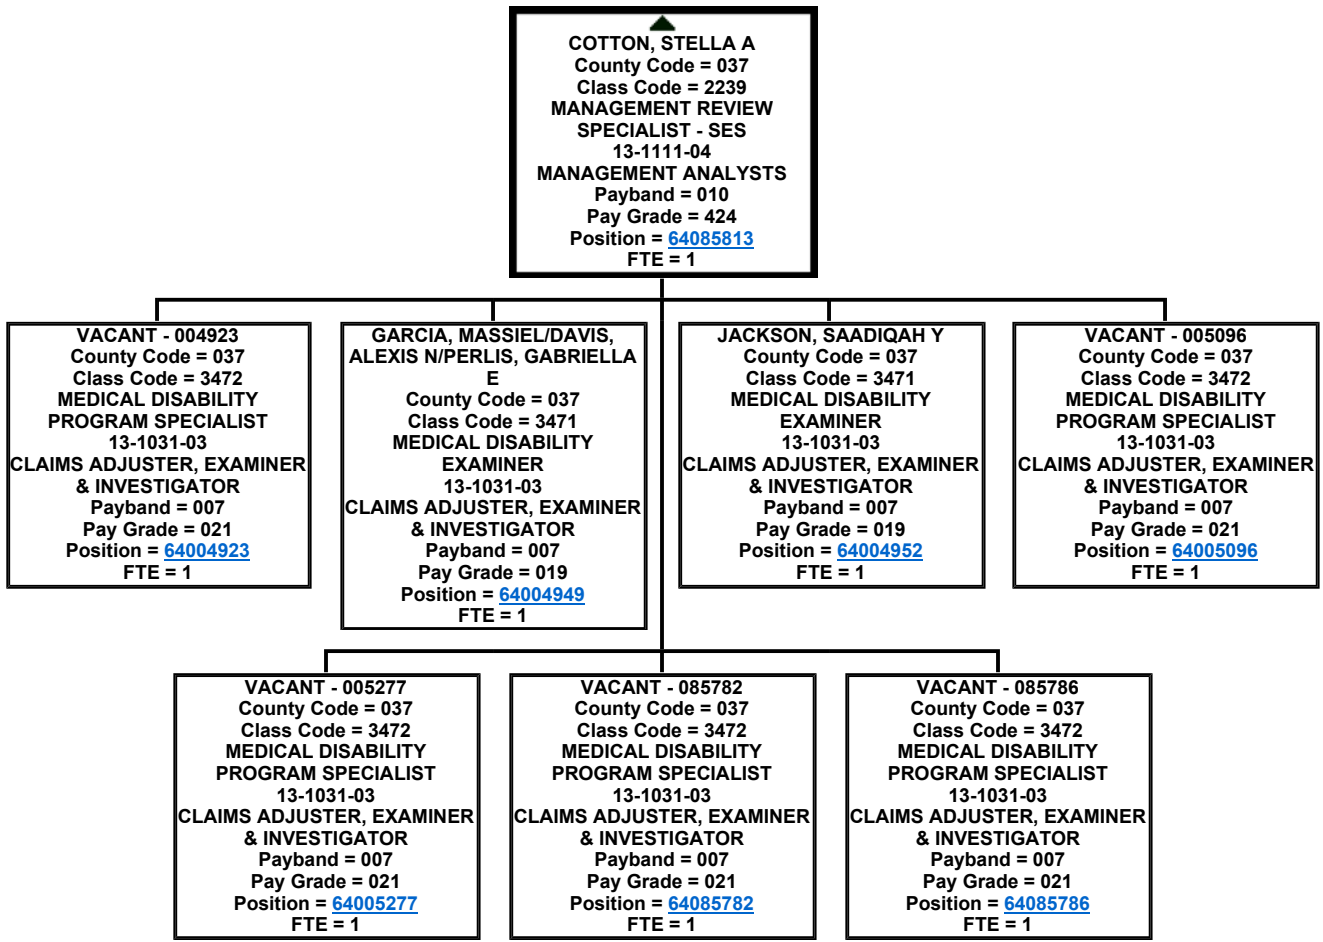 COTTON, STELLA A
County Code = 037
Class Code = 2239
MANAGEMENT REVIEW
SPECIALIST - SES
13-1111-04
MANAGEMENT ANALYSTS
Payband = 010
Pay Grade = 424
Position = 64085813
FTE = 1
VACANT - 004923
County Code = 037
Class Code = 3472
MEDICAL DISABILITY
PROGRAM SPECIALIST
13-1031-03
CLAIMS ADJUSTER, EXAMINER
& INVESTIGATOR
Payband = 007
Pay Grade = 021
Position = 64004923
FTE = 1
GARCIA, MASSIEL/DAVIS,
ALEXIS N/PERLIS, GABRIELLA
E
County Code = 037
Class Code = 3471
MEDICAL DISABILITY
EXAMINER
13-1031-03
CLAIMS ADJUSTER, EXAMINER
& INVESTIGATOR
Payband = 007
Pay Grade = 019
Position = 64004949
FTE = 1
JACKSON, SAADIQAH Y
County Code = 037
Class Code = 3471
MEDICAL DISABILITY
EXAMINER
13-1031-03
CLAIMS ADJUSTER, EXAMINER
& INVESTIGATOR
Payband = 007
Pay Grade = 019
Position = 64004952
FTE = 1
VACANT - 005096
County Code = 037
Class Code = 3472
MEDICAL DISABILITY
PROGRAM SPECIALIST
13-1031-03
CLAIMS ADJUSTER, EXAMINER
& INVESTIGATOR
Payband = 007
Pay Grade = 021
Position = 64005096
FTE = 1
VACANT - 005277
County Code = 037
Class Code = 3472
MEDICAL DISABILITY
PROGRAM SPECIALIST
13-1031-03
CLAIMS ADJUSTER, EXAMINER
& INVESTIGATOR
Payband = 007
Pay Grade = 021
Position = 64005277
FTE = 1
VACANT - 085782
County Code = 037
Class Code = 3472
MEDICAL DISABILITY
PROGRAM SPECIALIST
13-1031-03
CLAIMS ADJUSTER, EXAMINER
& INVESTIGATOR
Payband = 007
Pay Grade = 021
Position = 64085782
FTE = 1
VACANT - 085786
County Code = 037
Class Code = 3472
MEDICAL DISABILITY
PROGRAM SPECIALIST
13-1031-03
CLAIMS ADJUSTER, EXAMINER
& INVESTIGATOR
Payband = 007
Pay Grade = 021
Position = 64085786
FTE = 1